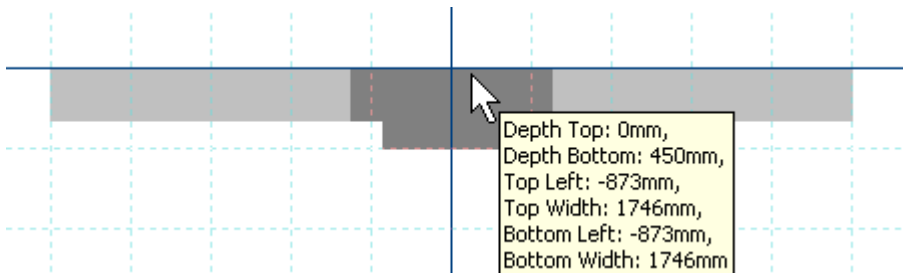 Depth Top: 0mm,
Depth Bottom: 450mm,
Top Left: -873mm,
Top Width: 1746mm,
Bottom Left: -873mm,
Bottom Width: 1746mm